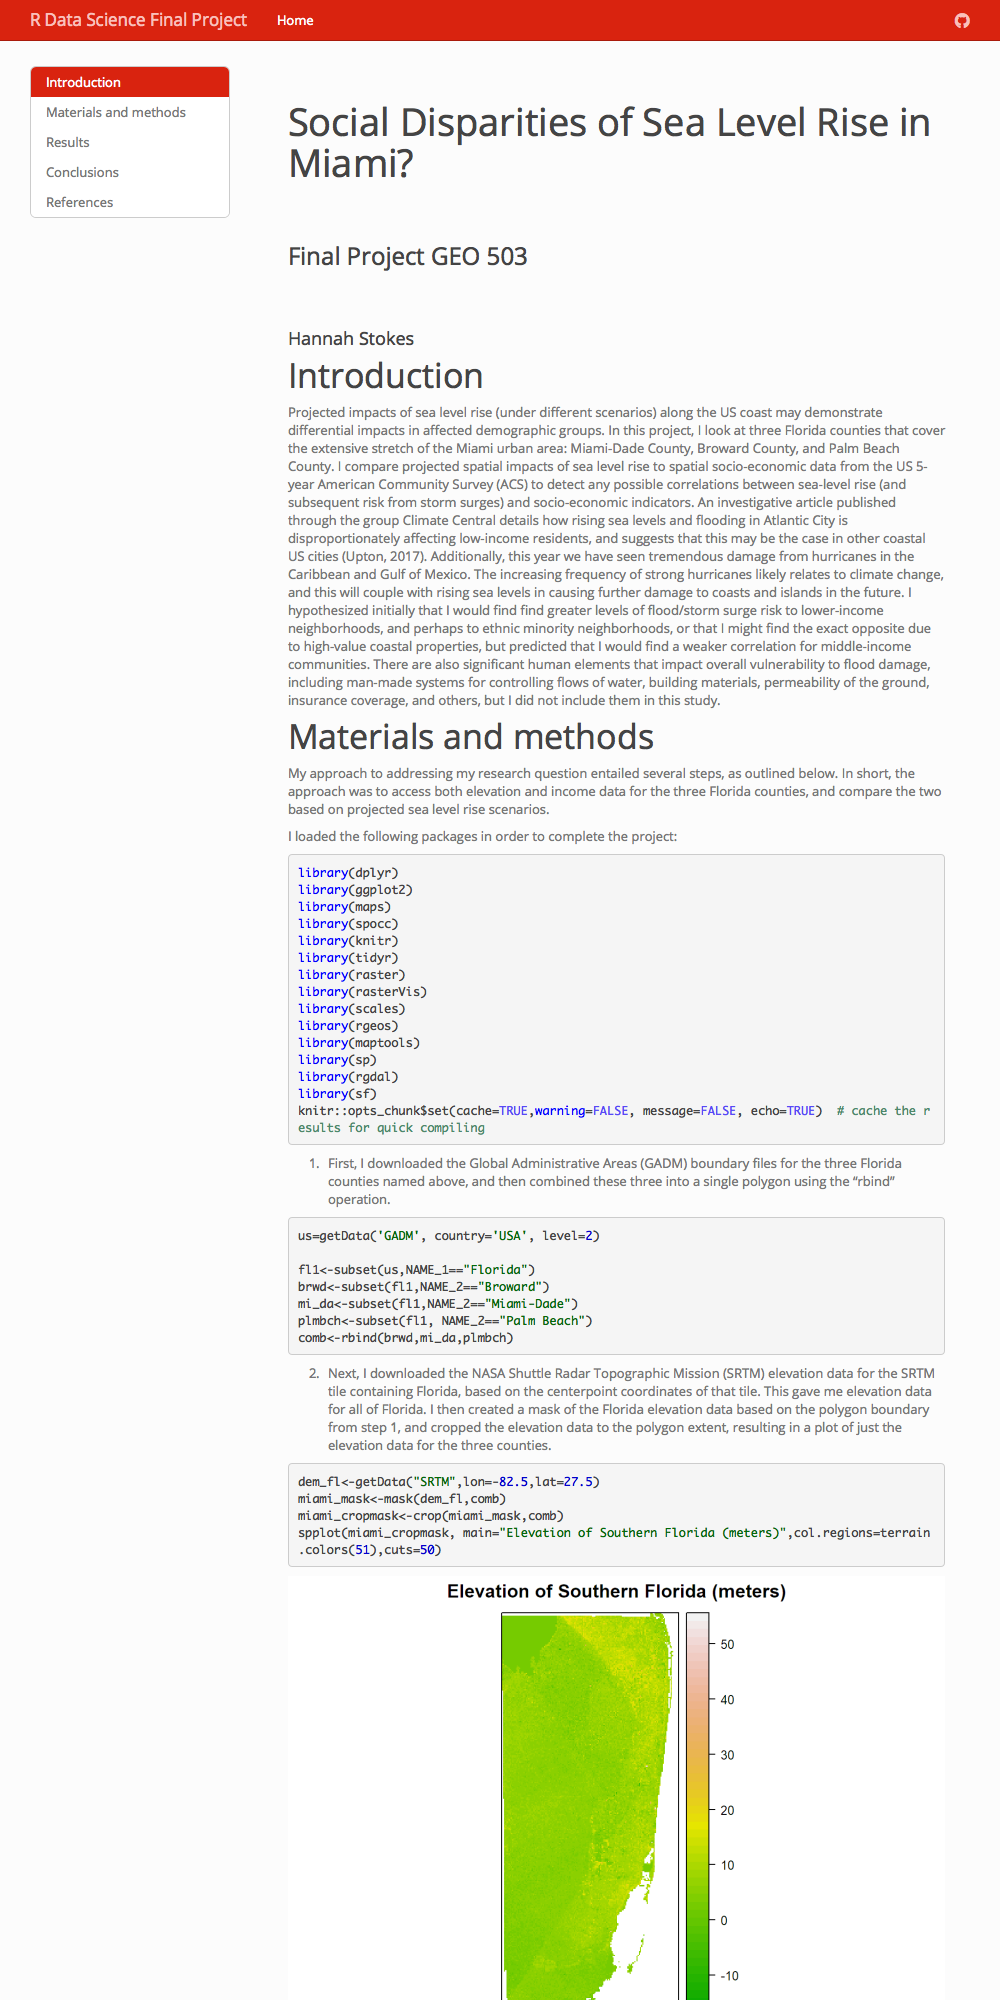 R Data Science Final Project Home
Introduction
Materials and methods
Results
Conclusions
References
Social Disparities of Sea Level Rise in
Miami?
Final Project GEO 503
Hannah Stokes
Introduction
Projected impacts of sea level rise (under different scenarios) along the US coast may demonstrate
differential impacts in affected demographic groups. In this project, I look at three Florida counties that cover
the extensive stretch of the Miami urban area: Miami-Dade County, Broward County, and Palm Beach
County. I compare projected spatial impacts of sea level rise to spatial socio-economic data from the US 5-
year American Community Survey (ACS) to detect any possible correlations between sea-level rise (and
subsequent risk from storm surges) and socio-economic indicators. An investigative article published
through the group Climate Central details how rising sea levels and flooding in Atlantic City is
disproportionately affecting low-income residents, and suggests that this may be the case in other coastal
US cities (Upton, 2017). Additionally, this year we have seen tremendous damage from hurricanes in the
Caribbean and Gulf of Mexico. The increasing frequency of strong hurricanes likely relates to climate change,
and this will couple with rising sea levels in causing further damage to coasts and islands in the future. I
hypothesized initially that I would find find greater levels of flood/storm surge risk to lower-income
neighborhoods, and perhaps to ethnic minority neighborhoods, or that I might find the exact opposite due
to high-value coastal properties, but predicted that I would find a weaker correlation for middle-income
communities. There are also significant human elements that impact overall vulnerability to flood damage,
including man-made systems for controlling flows of water, building materials, permeability of the ground,
insurance coverage, and others, but I did not include them in this study.
Materials and methods
My approach to addressing my research question entailed several steps, as outlined below. In short, the
approach was to access both elevation and income data for the three Florida counties, and compare the two
based on projected sea level rise scenarios.
I loaded the following packages in order to complete the project:
library(dplyr)
library(ggplot2)
library(maps)
library(spocc)
library(knitr)
library(tidyr)
library(raster)
library(rasterVis)
library(scales)
library(rgeos)
library(maptools)
library(sp)
library(rgdal)
library(sf)
knitr::opts_chunk$set(cache=TRUE,warning=FALSE, message=FALSE, echo=TRUE)  # cache the r
esults for quick compiling
1. First, I downloaded the Global Administrative Areas (GADM) boundary files for the three Florida
counties named above, and then combined these three into a single polygon using the “rbind”
operation.
us=getData('GADM', country='USA', level=2)
fl1<-subset(us,NAME_1=="Florida")
brwd<-subset(fl1,NAME_2=="Broward")
mi_da<-subset(fl1,NAME_2=="Miami-Dade")
plmbch<-subset(fl1, NAME_2=="Palm Beach")
comb<-rbind(brwd,mi_da,plmbch)
2. Next, I downloaded the NASA Shuttle Radar Topographic Mission (SRTM) elevation data for the SRTM
tile containing Florida, based on the centerpoint coordinates of that tile. This gave me elevation data
for all of Florida. I then created a mask of the Florida elevation data based on the polygon boundary
from step 1, and cropped the elevation data to the polygon extent, resulting in a plot of just the
elevation data for the three counties.
dem_fl<-getData("SRTM",lon=-82.5,lat=27.5)
miami_mask<-mask(dem_fl,comb)
miami_cropmask<-crop(miami_mask,comb)
spplot(miami_cropmask, main="Elevation of Southern Florida (meters)",col.regions=terrain
.colors(51),cuts=50)
Elevation of Southern Florida (meters)
50
40
30
20
10
0
-10